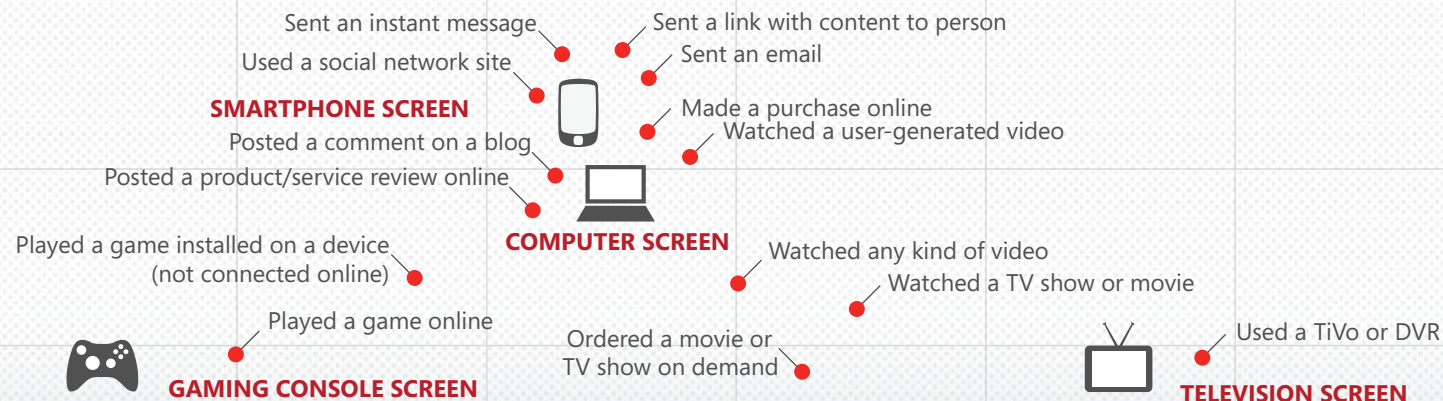 Sent an instant message
Sent a link with content to person
Used a social network site
Sent an email
SMARTPHONE SCREEN
Made a purchase online
Watched a user-generated video
Posted a comment on a blog
Posted a product/service review online
COMPUTER SCREEN
Played a game installed on a device
(not connected online)
Watched any kind of video
Watched a TV show or movie
Played a game online
Ordered a movie or
TV show on demand
Used a TiVo or DVR
GAMING CONSOLE SCREEN
TELEVISION SCREEN